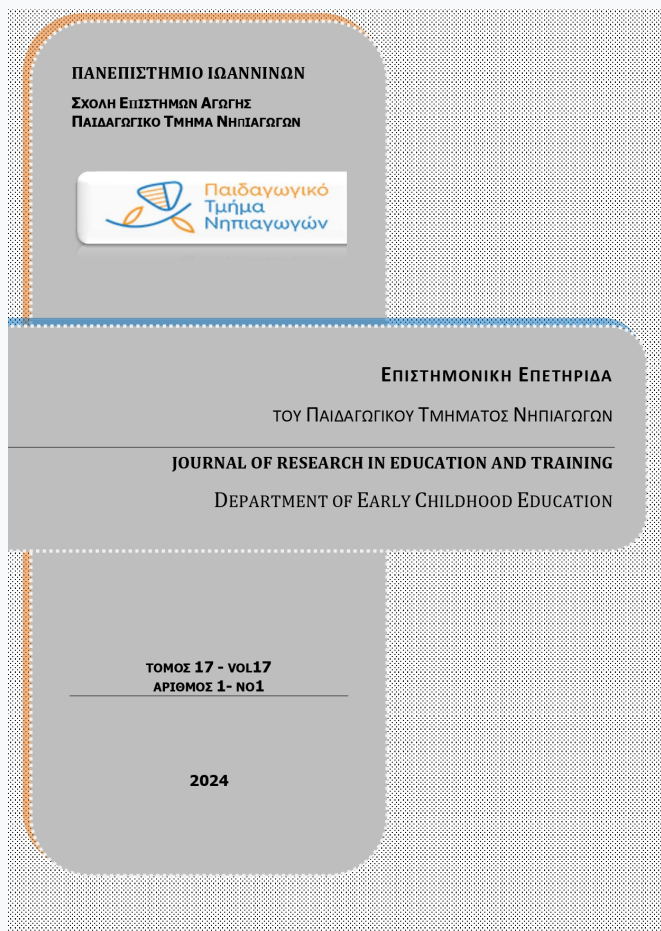 ΠΑΝΕΠΙΣΤΗΜΙΟ ΙΩΑΝΝΙΝΩΝ
ΣΧΟΛΗ ΕΠΙΣΤΗΜΩΝ ΑΓΩΓΗΣ
ΠΑΙΔΑΓΩΓΙΚΟ ΤΜΗΜΑ ΝΗΠΙΑΓΩΓΩΝ
Παιδαγωγικό
Τμήμα
Νηπιαγωγών
ΕΠΙΣΤΗΜΟΝΙΚΗ ΕΠΕΤΗΡΙΔΑ
ΤΟΥ ΠΑΙΔΑΓΩΓΙΚΟΥ ΤΜΗΜΑΤΟΣ ΝΗΠΙΑΓΩΓΩΝ
JOURNAL OF RESEARCH IN EDUCATION AND TRAINING
DEPARTMENT OF EARLY CHILDHOOD EDUCATION
ΤΟΜΟΣ 17 - VOL17
ΑΡΙΘΜΟΣ 1- NO1
2024